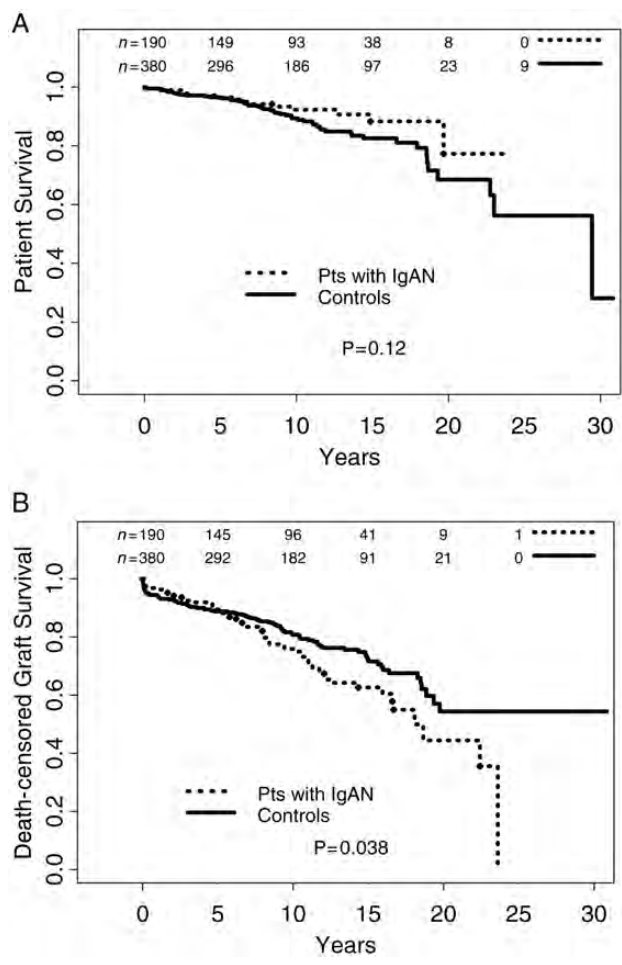 A
n=190 149 93 38 8 0
n=380 296 186 97 23 9
1.0
0.8
0.6
0.4
0.2
0.0
Patient Survival
Pts with IgAN
Controls
P=0.12
0 5 10 15 20 25 30
Years
B
n=190 145 96 41 9 1
n=380 292 182 91 21 0
1.0
0.8
0.6
0.4
0.2
0.0
Death-censored Graft Survival
Pts with IgAN
Controls
P=0.038
0 5 10 15 20 25 30
Years